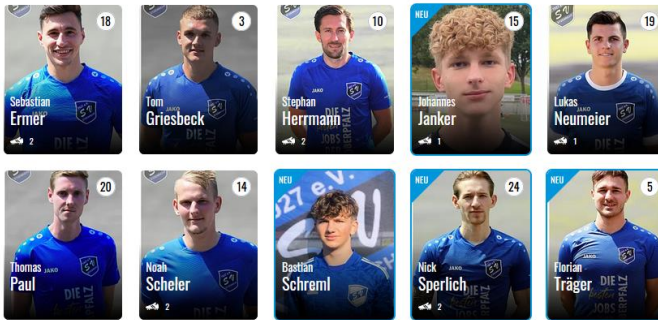 18
Sebastian
Ermer
2
3
Tom
Griesbeck
10
Stephan
Herrmann
2
NEU
15
Johannes
Janker
1
19
Lukas
Neumeier
1
20
Thomas
Paul
14
Noah
Scheler
2
NEU
Bastian
Schreml
NEU
24
Nick
Sperlich
2
NEU
5
Florian
Träger